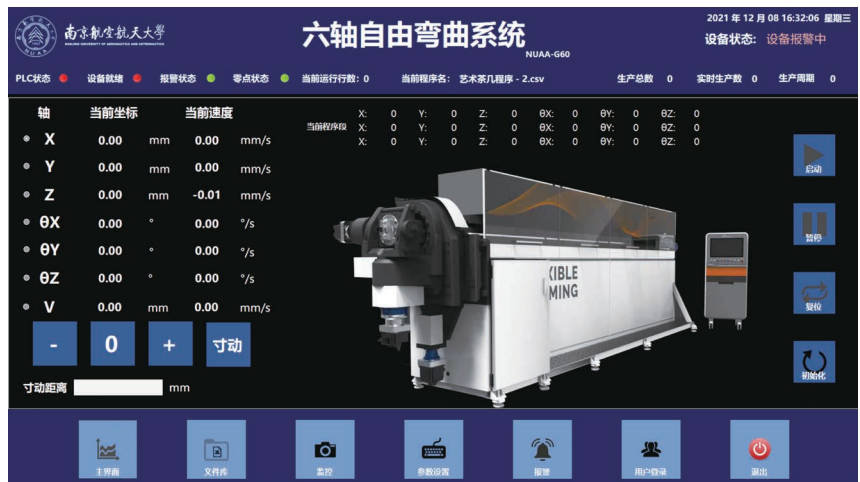 南京航空航天大学
NANJING UNIVERSITY OF AERONAUTICS AND ASTRONAUTICS
NUAA
六轴自由弯曲系统
NUAA-G60
2021 年 12 月 08 16:32:06 星期三
设备状态: 设备报警中
PLC状态 设备就绪 报警状态 零点状态 当前运行行数: 0 当前程序名: 艺术茶几程序 - 2.csv 生产总数 0 实时生产数 0 生产周期 0
轴 当前坐标 当前速度
X 0.00 mm 0.00 mm/s
Y 0.00 mm 0.00 mm/s
Z 0.00 mm -0.01 mm/s
θX 0.00 ° 0.00 °/s
θY 0.00 ° 0.00 °/s
θZ 0.00 ° 0.00 °/s
V 0.00 mm 0.00 mm/s
- 0 + 寸动
寸动距离 mm
X: 0 Y: 0 Z: 0 θX: 0 θY: 0 θZ: 0
当前程序段 X: 0 Y: 0 Z: 0 θX: 0 θY: 0 θZ: 0
X: 0 Y: 0 Z: 0 θX: 0 θY: 0 θZ: 0
XIBLE
MING
启动
暂停
复位
初始化
主界面 文件库 监控 参数设置 报警 用户登录 退出